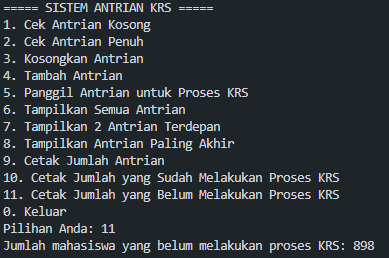 ===== SISTEM ANTRIAN KRS =====
1. Cek Antrian Kosong
2. Cek Antrian Penuh
3. Kosongkan Antrian
4. Tambah Antrian
5. Panggil Antrian untuk Proses KRS
6. Tampilkan Semua Antrian
7. Tampilkan 2 Antrian Terdepan
8. Tampilkan Antrian Paling Akhir
9. Cetak Jumlah Antrian
10. Cetak Jumlah yang Sudah Melakukan Proses KRS
11. Cetak Jumlah yang Belum Melakukan Proses KRS
0. Keluar
Pilihan Anda: 11
Jumlah mahasiswa yang belum melakukan proses KRS: 898